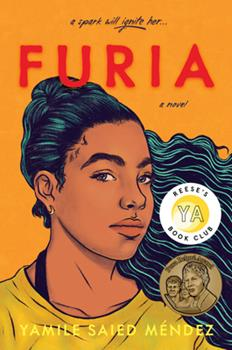 a spark will ignite her...
FURIA
a novel
REESE'S
YA
BOOK CLUB
YAMILE SAIED MÉNDEZ